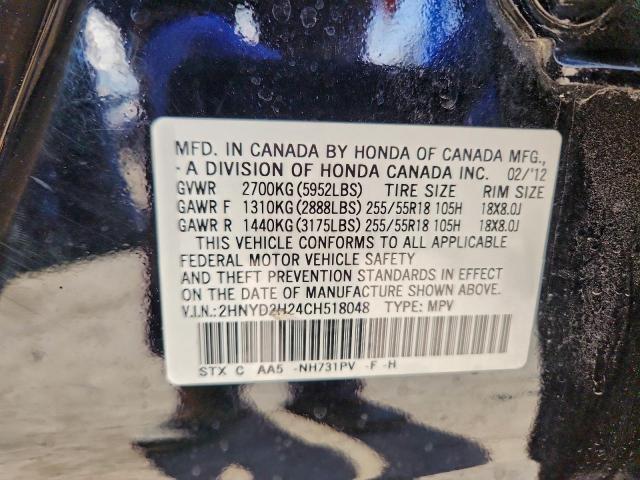 MFD. IN CANADA BY HONDA OF CANADA MFG.,
- A DIVISION OF HONDA CANADA INC. 02/'12
GVWR 2700KG(5952LBS) TIRE SIZE RIM SIZE
GAWR F 1310KG(2888LBS) 255/55R18 105H 18X8.0J
GAWR R 1440KG(3175LBS) 255/55R18 105H 18X8.0J
THIS VEHICLE CONFORMS TO ALL APPLICABLE
FEDERAL MOTOR VEHICLE SAFETY
AND THEFT PREVENTION STANDARDS IN EFFECT
ON THE DATE OF MANUFACTURE SHOWN ABOVE.
V.I.N.: 2HNYD2H24CH518048 TYPE: MPV
STX C AA5 -NH731PV -F -H